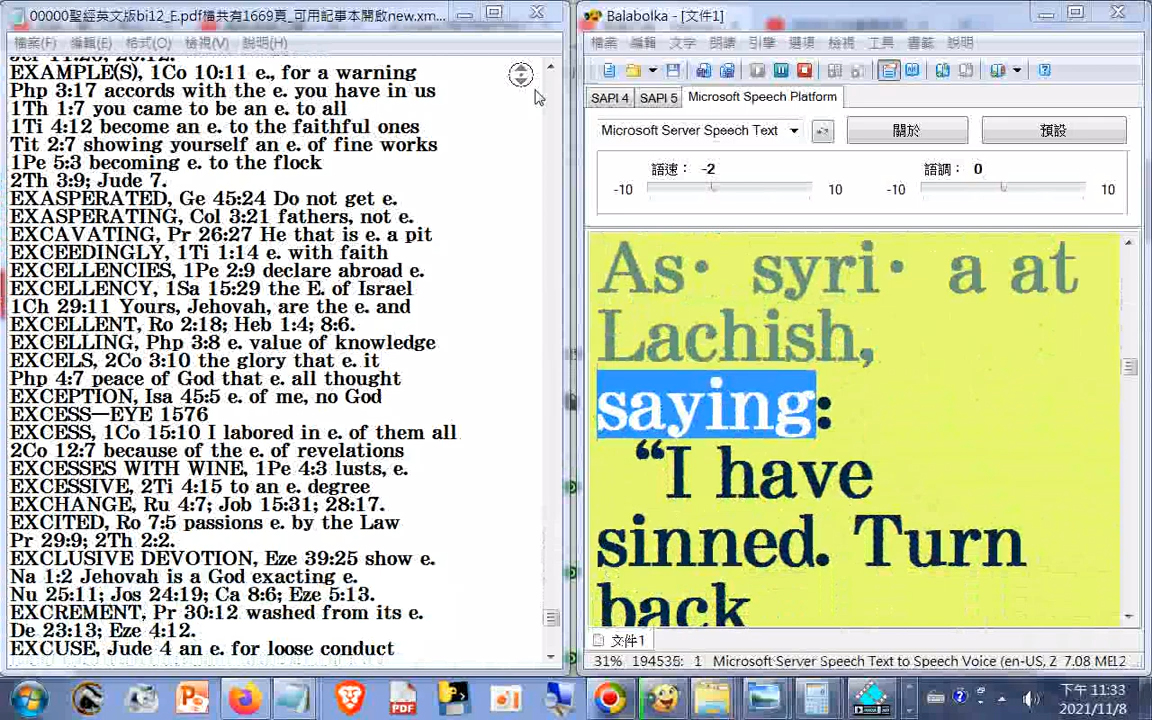 00000聖經英文版bi12_E.pdf檔共有1669頁_可用記事本開啟new.xm...
檔案(F) 編輯(E) 格式(O) 檢視(V) 說明(H)
EXAMPLE(S), 1Co 10:11 e., for a warning
Php 3:17 accords with the e. you have in us
1Th 1:7 you came to be an e. to all
1Ti 4:12 become an e. to the faithful ones
Tit 2:7 showing yourself an e. of fine works
1Pe 5:3 becoming e. to the flock
2Th 3:9; Jude 7.
EXASPERATED, Ge 45:24 Do not get e.
EXASPERATING, Col 3:21 fathers, not e.
EXCAVATING, Pr 26:27 He that is e. a pit
EXCEEDINGLY, 1Ti 1:14 e. with faith
EXCELLENCIES, 1Pe 2:9 declare abroad e.
EXCELLENCY, 1Sa 15:29 the E. of Israel
1Ch 29:11 Yours, Jehovah, are the e. and
EXCELLENT, Ro 2:18; Heb 1:4; 8:6.
EXCELLING, Php 3:8 e. value of knowledge
EXCELS, 2Co 3:10 the glory that e. it
Php 4:7 peace of God that e. all thought
EXCEPTION, Isa 45:5 e. of me, no God
EXCESS—EYE 1576
EXCESS, 1Co 15:10 I labored in e. of them all
2Co 12:7 because of the e. of revelations
EXCESSES WITH WINE, 1Pe 4:3 lusts, e.
EXCESSIVE, 2Ti 4:15 to an e. degree
EXCHANGE, Ru 4:7; Job 15:31; 28:17.
EXCITED, Ro 7:5 passions e. by the Law
Pr 29:9; 2Th 2:2.
EXCLUSIVE DEVOTION, Eze 39:25 show e.
Na 1:2 Jehovah is a God exacting e.
Nu 25:11; Jos 24:19; Ca 8:6; Eze 5:13.
EXCREMENT, Pr 30:12 washed from its e.
De 23:13; Eze 4:12.
EXCUSE, Jude 4 an e. for loose conduct
Balabolka - [文件1]
檔案 編輯 文字 朗讀 引擎 選項 檢視 工具 書籤 說明
SAPI 4 SAPI 5 Microsoft Speech Platform
Microsoft Server Speech Text 關於 預設
語速： -2 語調： 0
-10 10 -10 10
As· syri· a at
Lachish,
saying:
“I have
sinned. Turn
back
文件1
31% 194535: 1 Microsoft Server Speech Text to Speech Voice (en-US, Z 7.08 ME
下午 11:33
2021/11/8